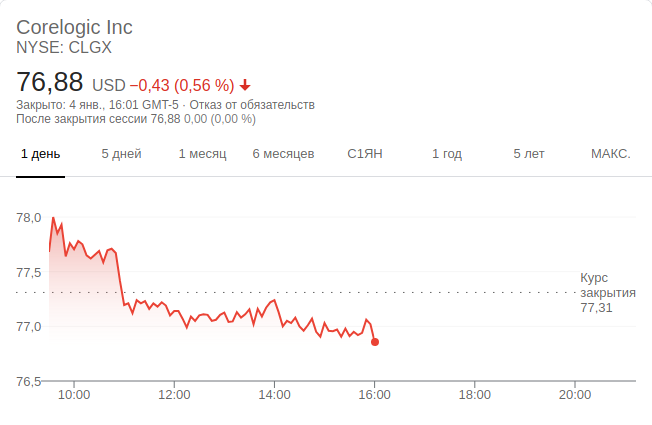 Corelogic Inc
NYSE: CLGX
76,88 USD −0,43 (0,56 %)
Закрыто: 4 янв., 16:01 GMT-5 · Отказ от обязательств
После закрытия сессии 76,88 0,00 (0,00 %)
1 день 5 дней 1 месяц 6 месяцев С1ЯН 1 год 5 лет МАКС.
78,0
77,5
Курс
закрытия
77,31
77,0
76,5
10:00 12:00 14:00 16:00 18:00 20:00